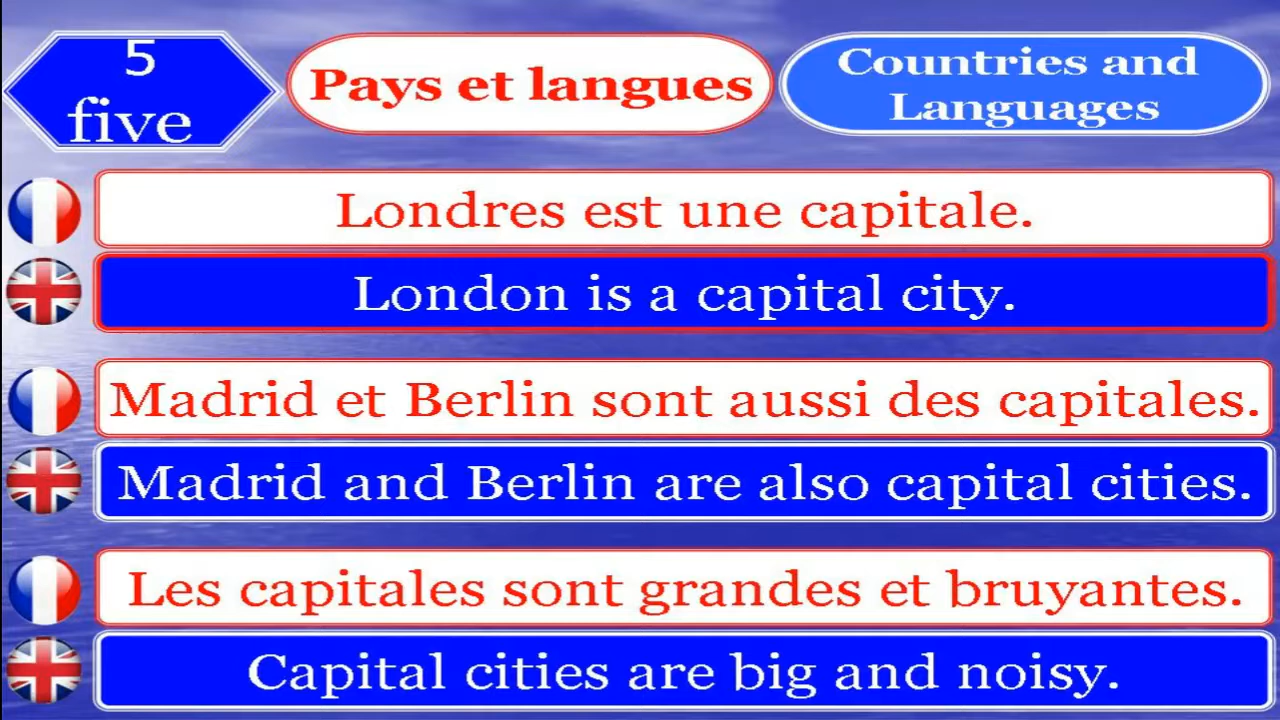 5
five
Pays et langues
Countries and
Languages
Londres est une capitale.
London is a capital city.
Madrid et Berlin sont aussi des capitales.
Madrid and Berlin are also capital cities.
Les capitales sont grandes et bruyantes.
Capital cities are big and noisy.